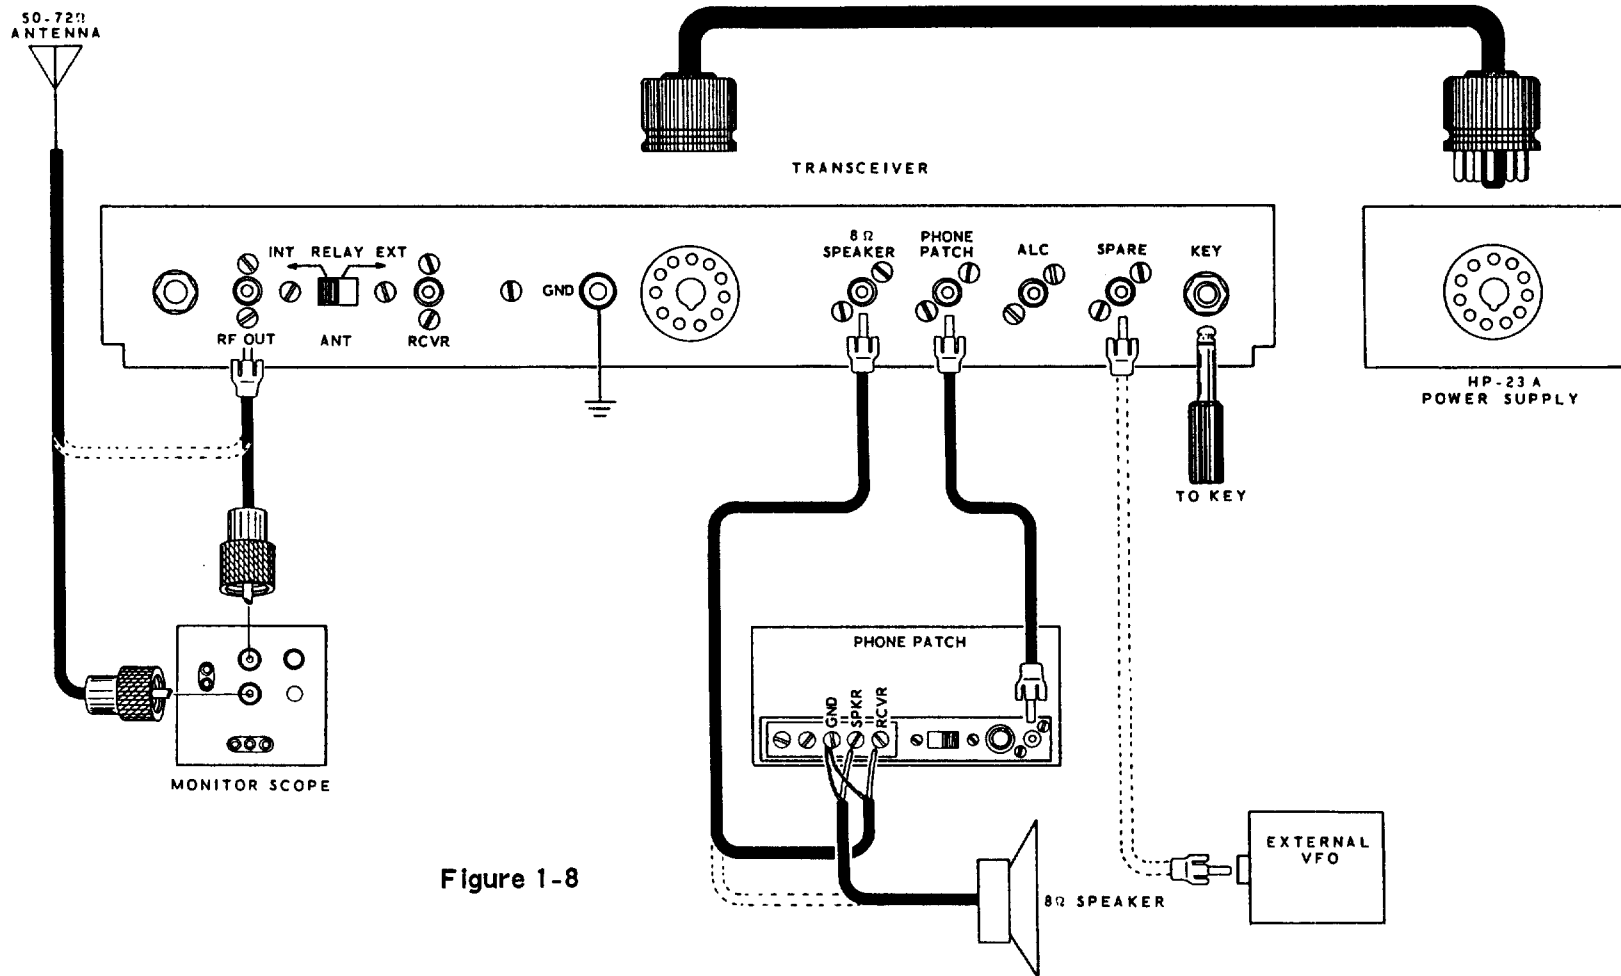 50-72Ω
ANTENNA
TRANSCEIVER
INT RELAY EXT
GND
8Ω
SPEAKER
PHONE
PATCH
ALC
SPARE
KEY
RF OUT
ANT
RCVR
HP-23A
POWER SUPPLY
TO KEY
PHONE PATCH
GND
SPKR
RCVR
MONITOR SCOPE
EXTERNAL
VFO
Figure 1-8
8Ω SPEAKER